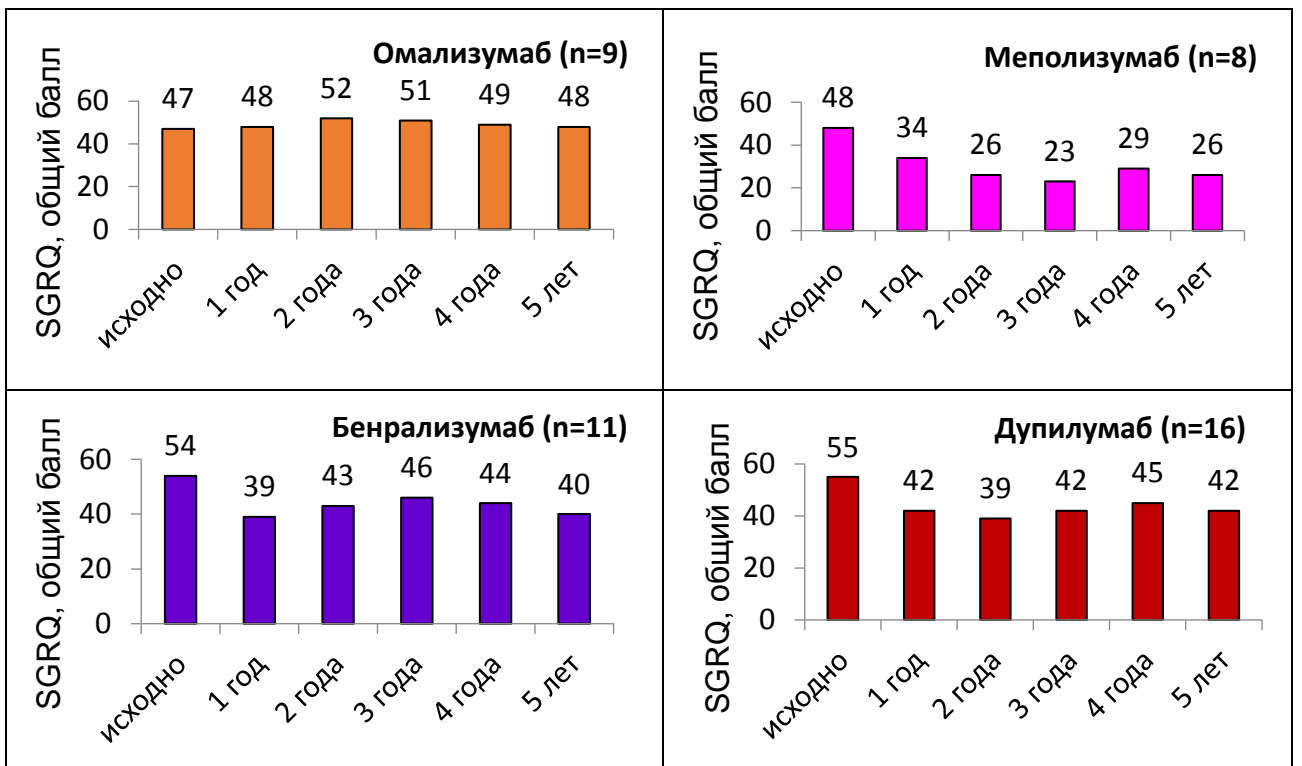 Омализумаб (n=9)
SGRQ, общий балл
60
40
20
0
47
48
52
51
49
48
исходно
1 год
2 года
3 года
4 года
5 лет
Меполизумаб (n=8)
SGRQ, общий балл
60
40
20
0
48
34
26
23
29
26
исходно
1 год
2 года
3 года
4 года
5 лет
Бенрализумаб (n=11)
SGRQ, общий балл
60
40
20
0
54
39
43
46
44
40
исходно
1 год
2 года
3 года
4 года
5 лет
Дупилумаб (n=16)
SGRQ, общий балл
60
40
20
0
55
42
39
42
45
42
исходно
1 год
2 года
3 года
4 года
5 лет